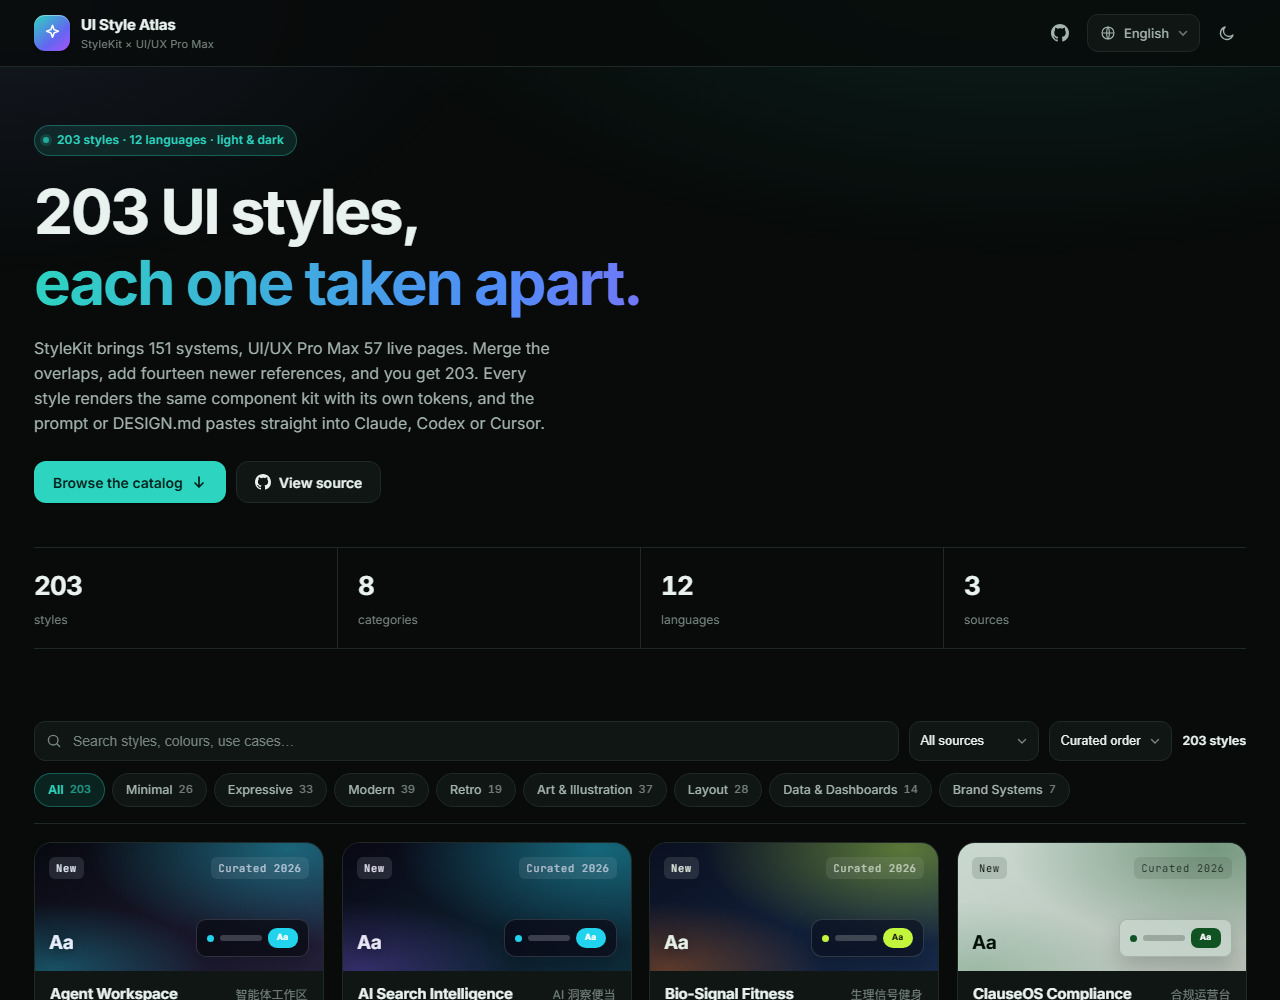 UI Style Atlas
StyleKit × UI/UX Pro Max
English
203 styles · 12 languages · light & dark
203 UI styles,
each one taken apart.
StyleKit brings 151 systems, UI/UX Pro Max 57 live pages. Merge the
overlaps, add fourteen newer references, and you get 203. Every
style renders the same component kit with its own tokens, and the
prompt or DESIGN.md pastes straight into Claude, Codex or Cursor.
Browse the catalog
View source
203
styles
8
categories
12
languages
3
sources
Search styles, colours, use cases…
All sources
Curated order
203 styles
All 203
Minimal 26
Expressive 33
Modern 39
Retro 19
Art & Illustration 37
Layout 28
Data & Dashboards 14
Brand Systems 7
New
Curated 2026
Aa
Aa
Agent Workspace
智能体工作区
New
Curated 2026
Aa
Aa
AI Search Intelligence
AI 洞察便当
New
Curated 2026
Aa
Aa
Bio-Signal Fitness
生理信号健身
New
Curated 2026
Aa
Aa
ClauseOS Compliance
合规运营台